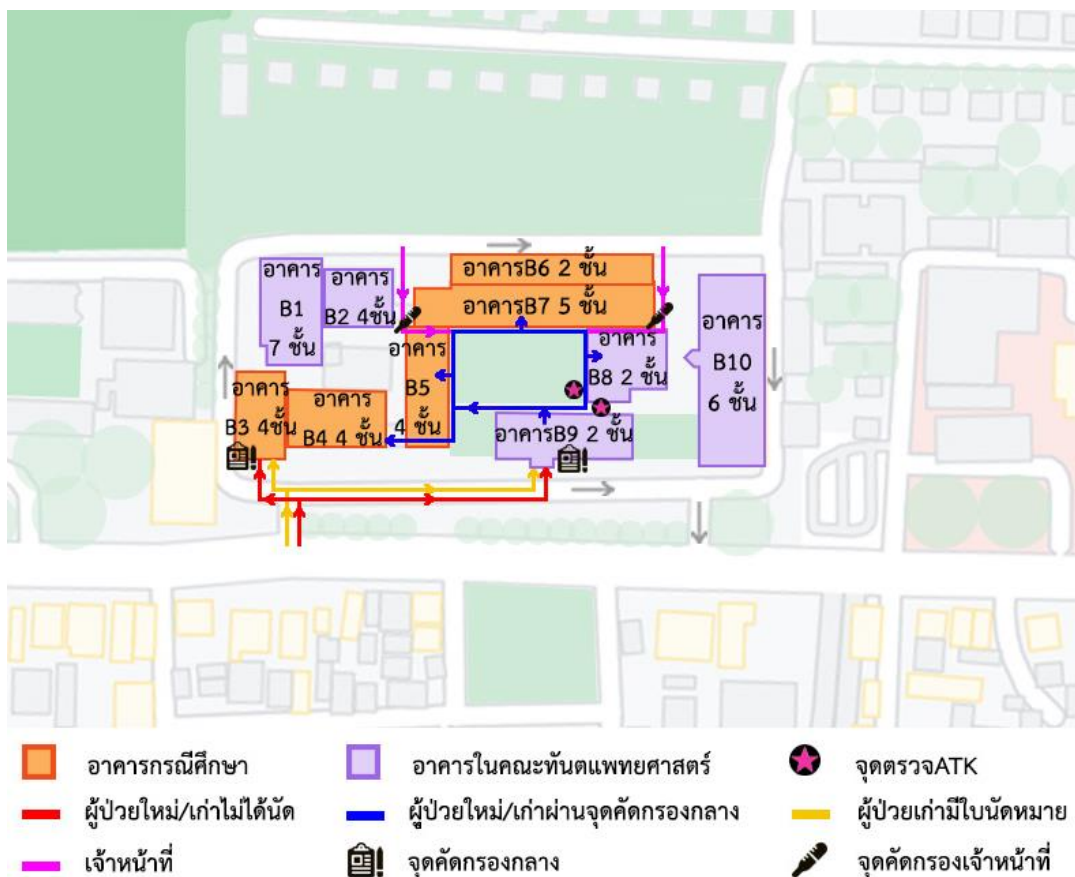 อาคาร
B1
7 ชั้น
อาคาร
B2 4ชั้น
อาคารB6 2 ชั้น
อาคารB7 5 ชั้น
อาคาร
B3 4ชั้น
อาคาร
B4 4 ชั้น
อาคาร
B5
4 ชั้น
อาคาร
B8 2 ชั้น
อาคารB9 2 ชั้น
อาคาร
B10
6 ชั้น
อาคารกรณีศึกษา
อาคารในคณะทันตแพทยศาสตร์
จุดตรวจATK
ผู้ป่วยใหม่/เก่าไม่ได้นัด
ผู้ป่วยใหม่/เก่าผ่านจุดคัดกรองกลาง
ผู้ป่วยเก่ามีใบนัดหมาย
เจ้าหน้าที่
จุดคัดกรองกลาง
จุดคัดกรองเจ้าหน้าที่